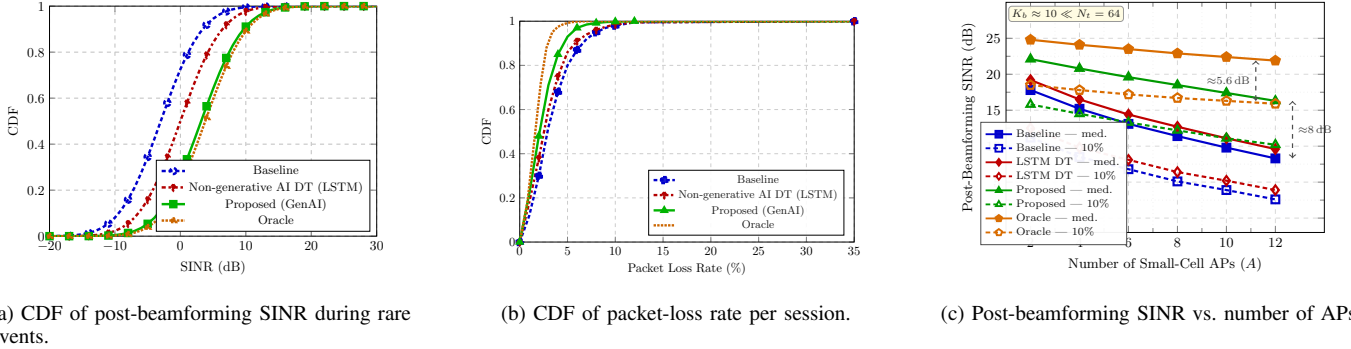 1
0.8
0.6
0.4
0.2
0
CDF
−20
−10
0
10
20
30
SINR (dB)
Baseline
Non-generative AI DT (LSTM)
Proposed (GenAI)
Oracle
a) CDF of post-beamforming SINR during rare
vents.
1
0.8
0.6
0.4
0.2
0
CDF
0
5
10
15
20
25
30
35
Packet Loss Rate (%)
Baseline
Non-generative AI DT (LSTM)
Proposed (GenAI)
Oracle
(b) CDF of packet-loss rate per session.
K_b ≈ 10 ≪ N_t = 64
25
20
15
Post-Beamforming SINR (dB)
≈5.6 dB
≈8 dB
Baseline — med.
Baseline — 10%
LSTM DT — med.
LSTM DT — 10%
Proposed — med.
Proposed — 10%
Oracle — med.
Oracle — 10%
8
10
12
Number of Small-Cell APs (A)
(c) Post-beamforming SINR vs. number of APs